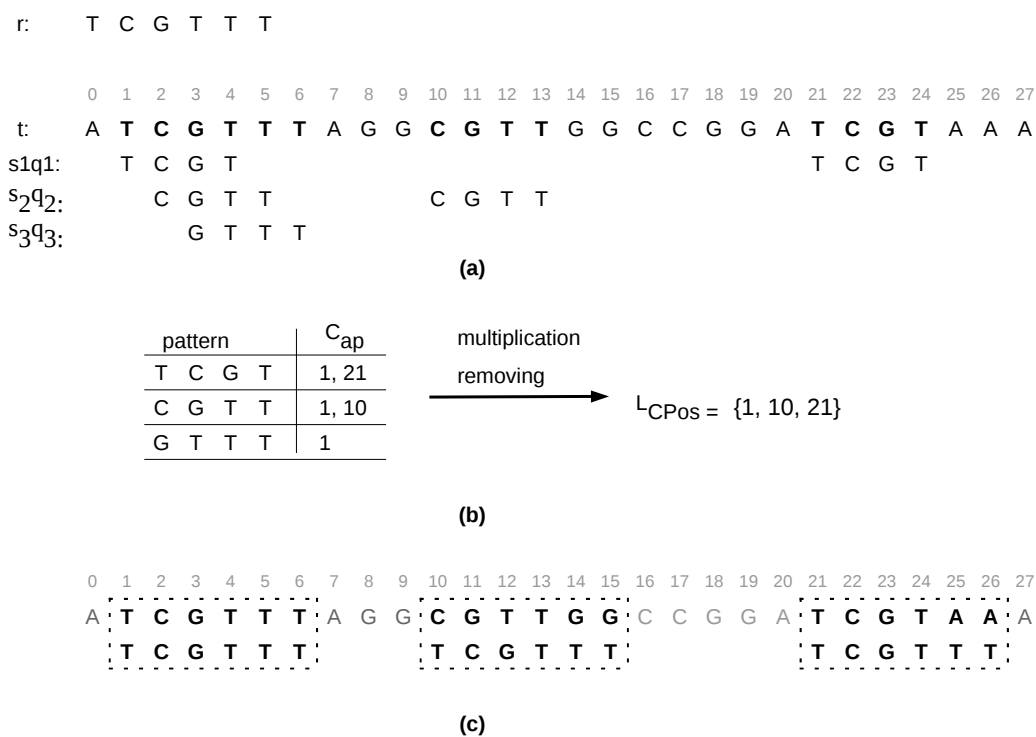 r: T C G T T T
0 1 2 3 4 5 6 7 8 9 10 11 12 13 14 15 16 17 18 19 20 21 22 23 24 25 26 27
t: A T C G T T T A G G C G T T G G C C G G A T C G T A A A
s1q1: T C G T T C G T
s2q2: C G T T C G T T
s3q3: G T T T
(a)
pattern Cap
T C G T 1, 21
C G T T 1, 10
G T T T 1
multiplication
removing
LCPos = {1, 10, 21}
(b)
0 1 2 3 4 5 6 7 8 9 10 11 12 13 14 15 16 17 18 19 20 21 22 23 24 25 26 27
A T C G T T T A G G C G T T G G C C G G A T C G T A A A
T C G T T T T C G T T T T C G T T T
(c)